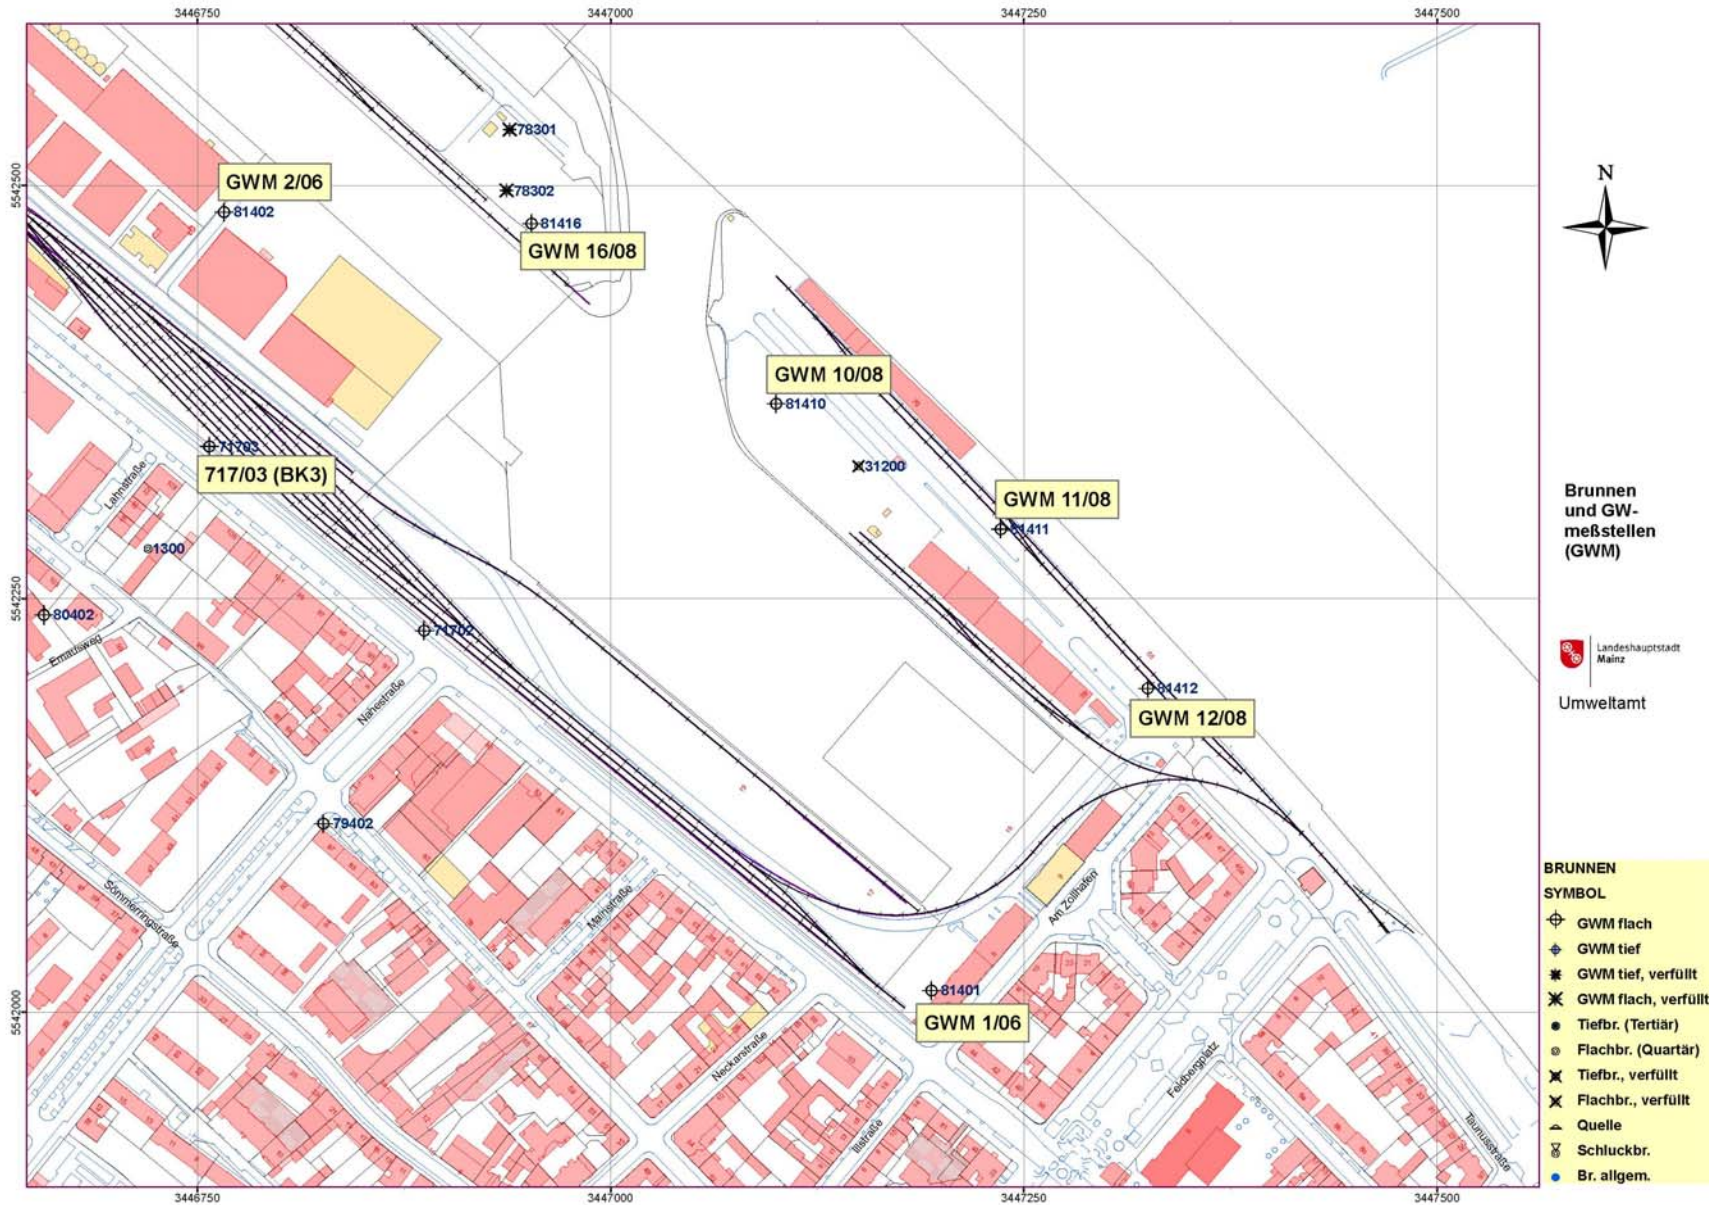 3446750
3447000
3447250
3447500
5542500
5542250
5542000
78301
78302
GWM 2/06
81402
81416
GWM 16/08
GWM 10/08
81410
31200
71703
717/03 (BK3)
GWM 11/08
81411
Lahnstraße
1300
80402
Emausweg
71702
Nahestraße
81412
GWM 12/08
79402
Sömmerringstraße
Mainstraße
Am Zollhafen
81401
GWM 1/06
Neckarstraße
Feldbergplatz
Illstraße
Taunusstraße
3446750
3447000
3447250
3447500
N
Brunnen
und GW-
meßstellen
(GWM)
Landeshauptstadt
Mainz
Umweltamt
BRUNNEN
SYMBOL
GWM flach
GWM tief
GWM tief, verfüllt
GWM flach, verfüllt
Tiefbr. (Tertiär)
Flachbr. (Quartär)
Tiefbr., verfüllt
Flachbr., verfüllt
Quelle
Schluckbr.
Br. allgem.